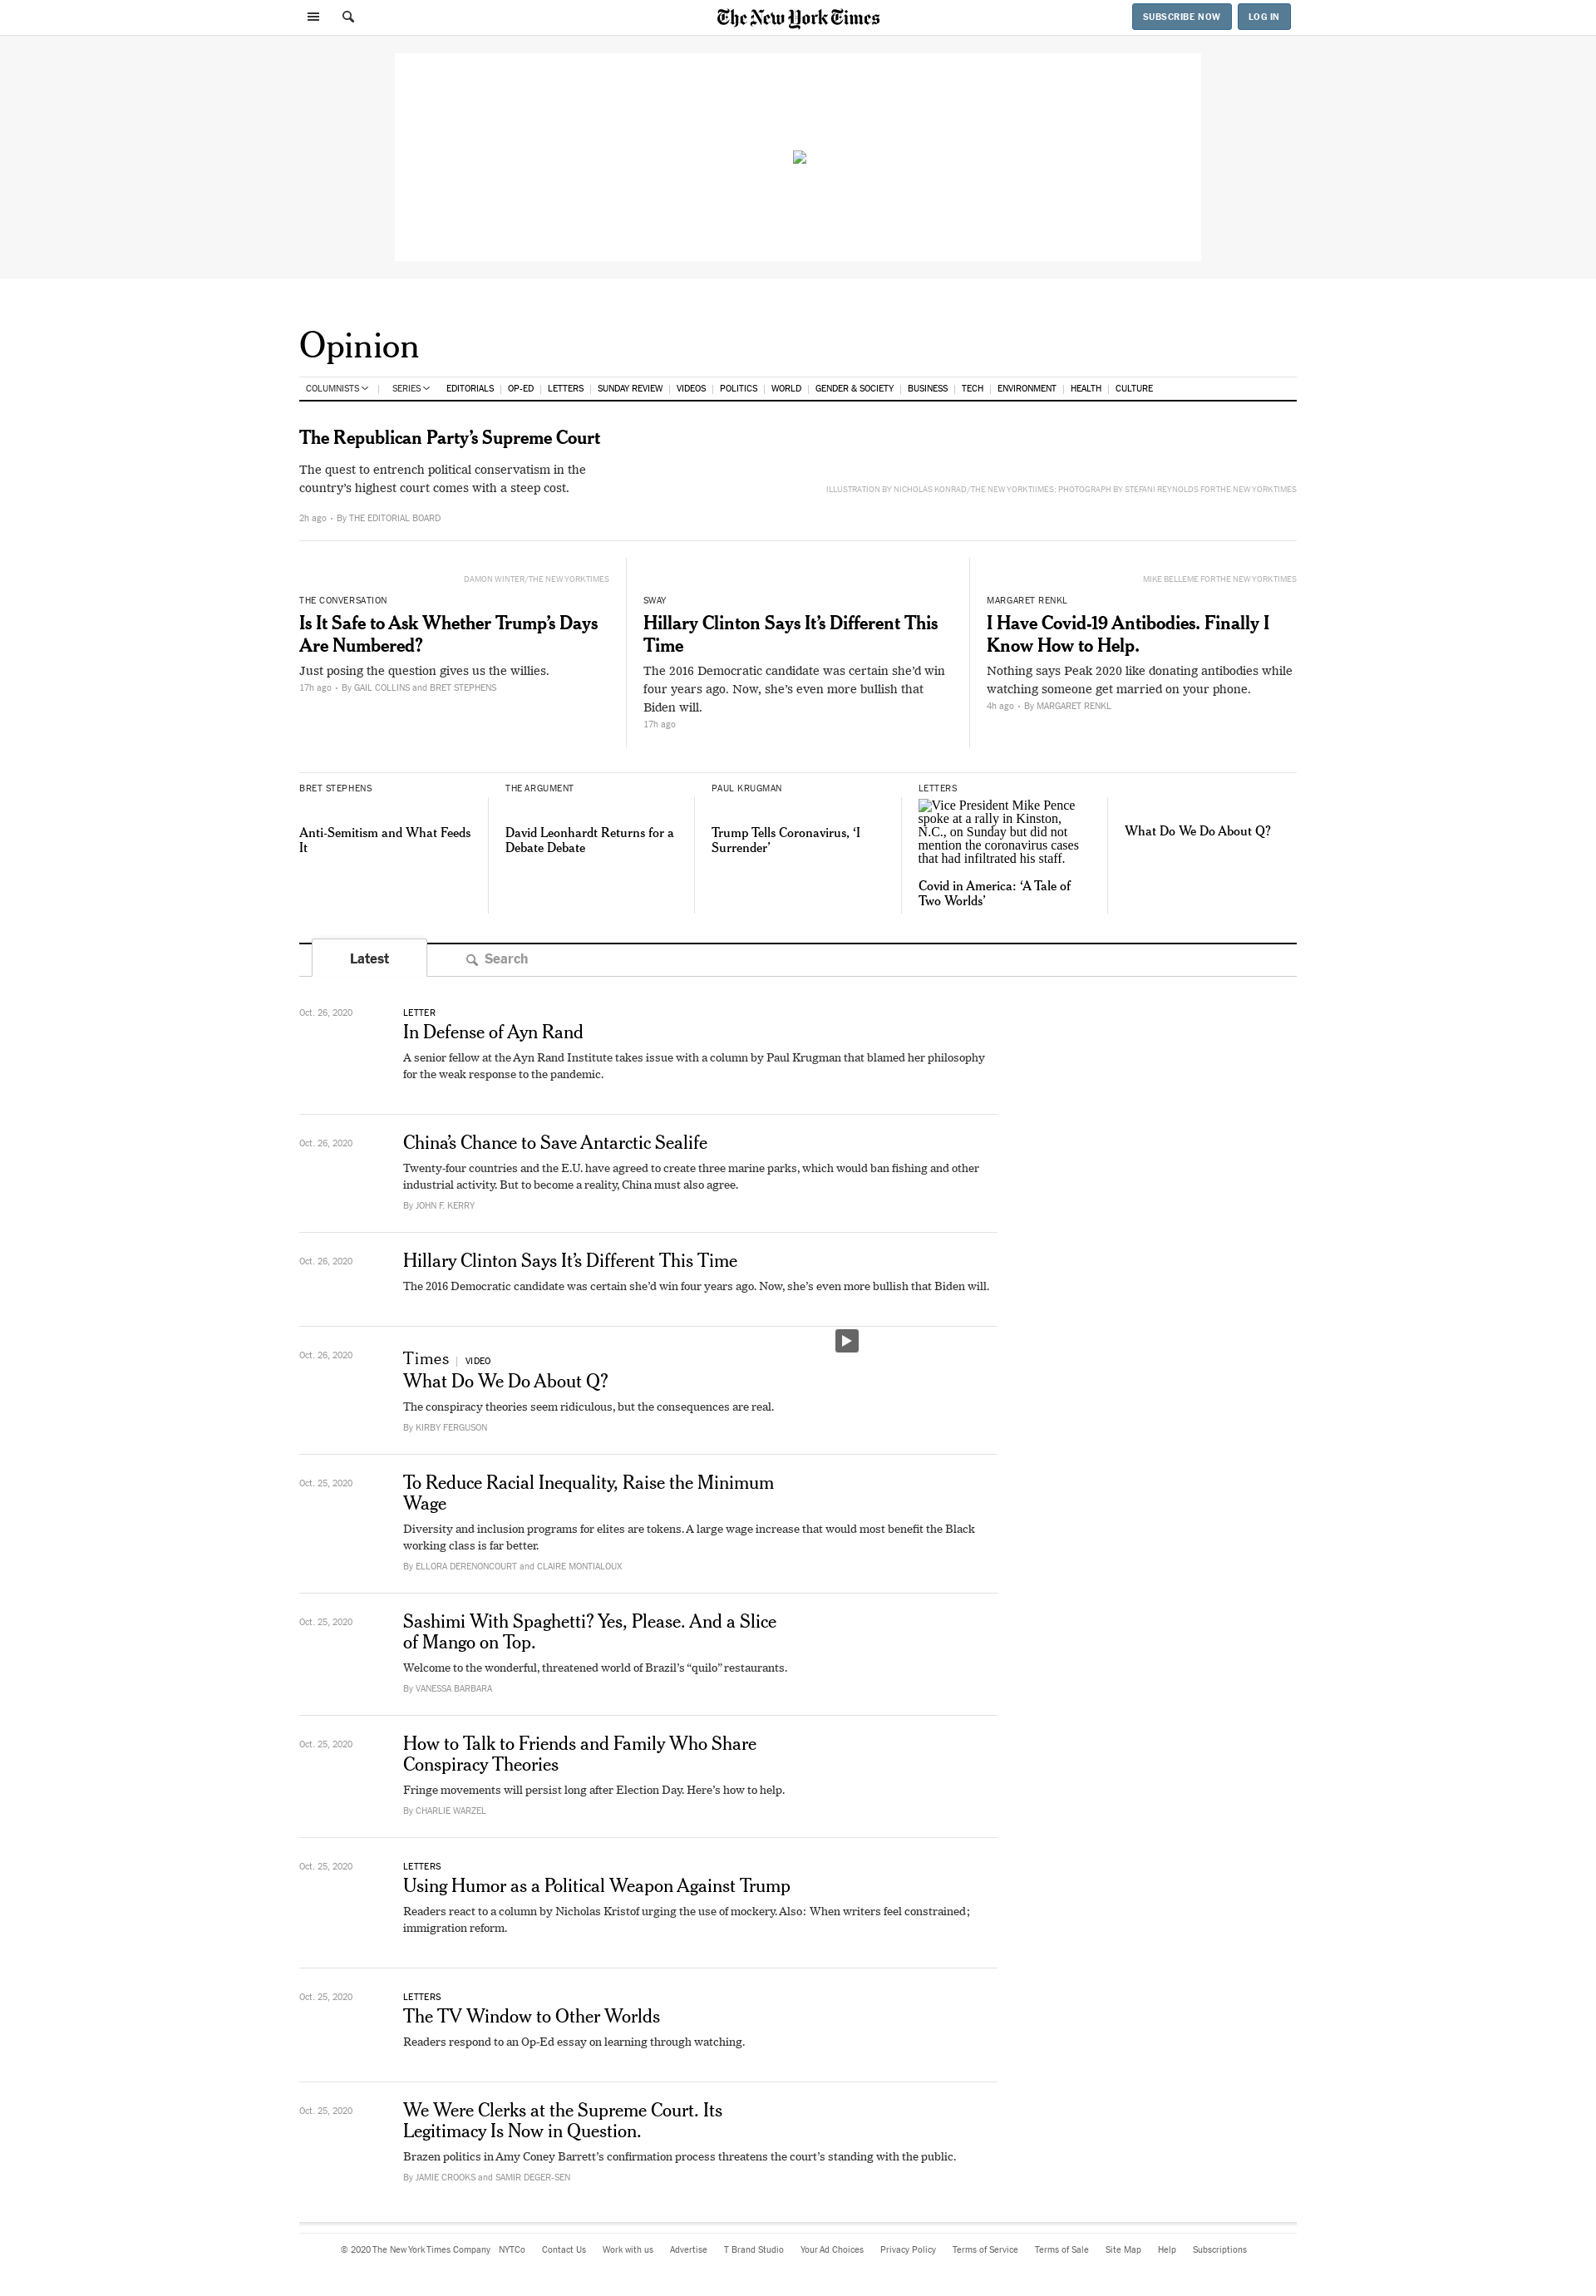 The New York Times
SUBSCRIBE NOW
LOG IN
Opinion
COLUMNISTS
SERIES
EDITORIALS
OP-ED
LETTERS
SUNDAY REVIEW
VIDEOS
POLITICS
WORLD
GENDER & SOCIETY
BUSINESS
TECH
ENVIRONMENT
HEALTH
CULTURE
The Republican Party’s Supreme Court
The quest to entrench political conservatism in the
country’s highest court comes with a steep cost.
ILLUSTRATION BY NICHOLAS KONRAD/THE NEW YORK TIIMES; PHOTOGRAPH BY STEFANI REYNOLDS FOR THE NEW YORK TIMES
2h ago • By THE EDITORIAL BOARD
DAMON WINTER/THE NEW YORK TIMES
THE CONVERSATION
Is It Safe to Ask Whether Trump’s Days
Are Numbered?
Just posing the question gives us the willies.
17h ago • By GAIL COLLINS and BRET STEPHENS
SWAY
Hillary Clinton Says It’s Different This
Time
The 2016 Democratic candidate was certain she’d win
four years ago. Now, she’s even more bullish that
Biden will.
17h ago
MIKE BELLEME FOR THE NEW YORK TIMES
MARGARET RENKL
I Have Covid-19 Antibodies. Finally I
Know How to Help.
Nothing says Peak 2020 like donating antibodies while
watching someone get married on your phone.
4h ago • By MARGARET RENKL
BRET STEPHENS
Anti-Semitism and What Feeds
It
THE ARGUMENT
David Leonhardt Returns for a
Debate Debate
PAUL KRUGMAN
Trump Tells Coronavirus, ‘I
Surrender’
LETTERS
Vice President Mike Pence
spoke at a rally in Kinston,
N.C., on Sunday but did not
mention the coronavirus cases
that had infiltrated his staff.
Covid in America: ‘A Tale of
Two Worlds’
What Do We Do About Q?
Latest
Search
Oct. 26, 2020
LETTER
In Defense of Ayn Rand
A senior fellow at the Ayn Rand Institute takes issue with a column by Paul Krugman that blamed her philosophy
for the weak response to the pandemic.
Oct. 26, 2020
China’s Chance to Save Antarctic Sealife
Twenty-four countries and the E.U. have agreed to create three marine parks, which would ban fishing and other
industrial activity. But to become a reality, China must also agree.
By JOHN F. KERRY
Oct. 26, 2020
Hillary Clinton Says It’s Different This Time
The 2016 Democratic candidate was certain she’d win four years ago. Now, she’s even more bullish that Biden will.
Oct. 26, 2020
Times | VIDEO
What Do We Do About Q?
The conspiracy theories seem ridiculous, but the consequences are real.
By KIRBY FERGUSON
Oct. 25, 2020
To Reduce Racial Inequality, Raise the Minimum
Wage
Diversity and inclusion programs for elites are tokens. A large wage increase that would most benefit the Black
working class is far better.
By ELLORA DERENONCOURT and CLAIRE MONTIALOUX
Oct. 25, 2020
Sashimi With Spaghetti? Yes, Please. And a Slice
of Mango on Top.
Welcome to the wonderful, threatened world of Brazil’s “quilo” restaurants.
By VANESSA BARBARA
Oct. 25, 2020
How to Talk to Friends and Family Who Share
Conspiracy Theories
Fringe movements will persist long after Election Day. Here’s how to help.
By CHARLIE WARZEL
Oct. 25, 2020
LETTERS
Using Humor as a Political Weapon Against Trump
Readers react to a column by Nicholas Kristof urging the use of mockery. Also: When writers feel constrained;
immigration reform.
Oct. 25, 2020
LETTERS
The TV Window to Other Worlds
Readers respond to an Op-Ed essay on learning through watching.
Oct. 25, 2020
We Were Clerks at the Supreme Court. Its
Legitimacy Is Now in Question.
Brazen politics in Amy Coney Barrett’s confirmation process threatens the court’s standing with the public.
By JAMIE CROOKS and SAMIR DEGER-SEN
© 2020 The New York Times Company NYTCo Contact Us Work with us Advertise T Brand Studio Your Ad Choices Privacy Policy Terms of Service Terms of Sale Site Map Help Subscriptions